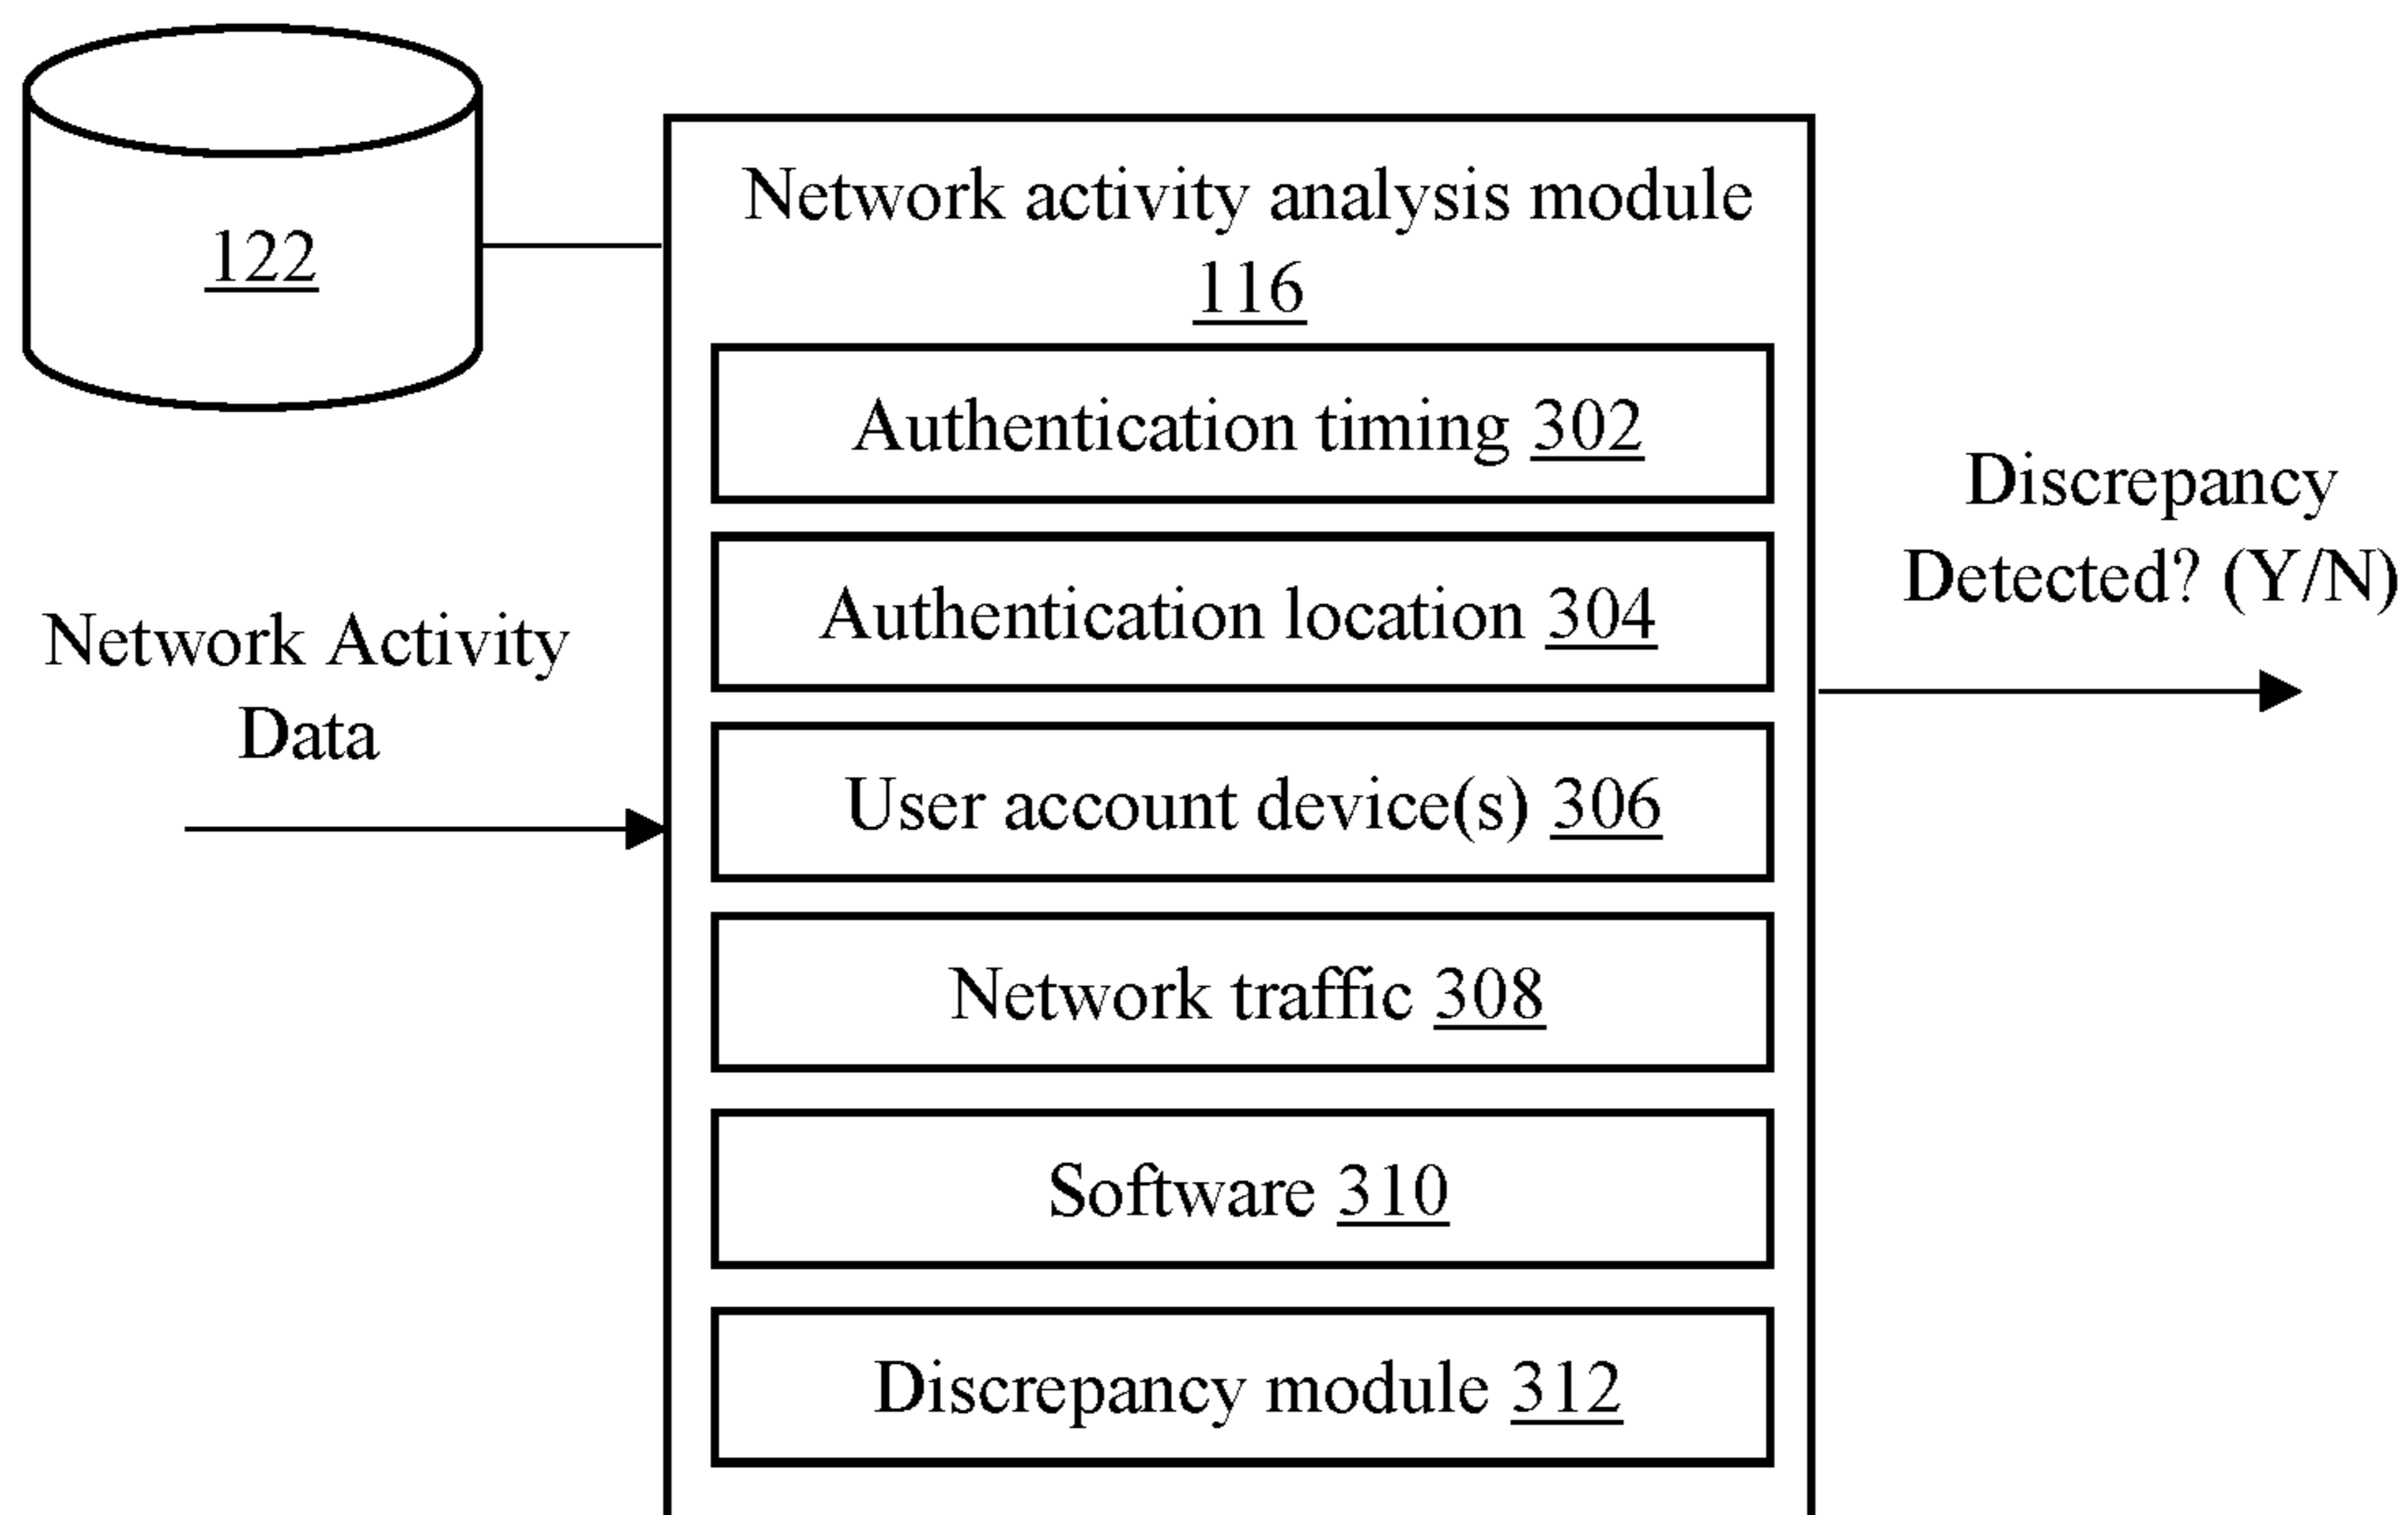 122
Network activity analysis module
116
Authentication timing 302
Authentication location 304
User account device(s) 306
Network traffic 308
Software 310
Discrepancy module 312
Network Activity
Data
Discrepancy
Detected? (Y/N)